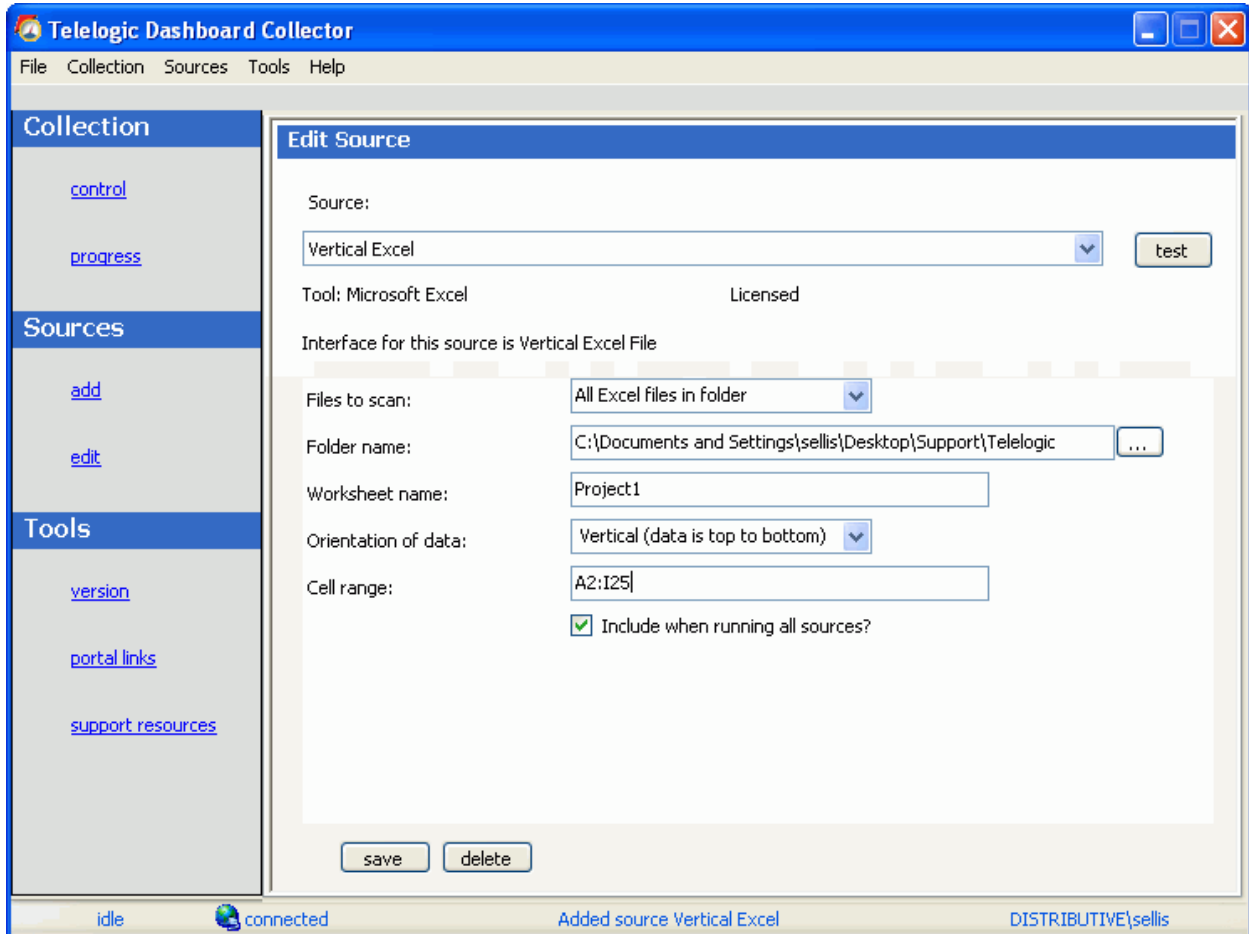 Telelogic Dashboard Collector
File Collection Sources Tools Help
Collection
control
progress
Sources
add
edit
Tools
version
portal links
support resources
Edit Source
Source:
Vertical Excel
test
Tool: Microsoft Excel Licensed
Interface for this source is Vertical Excel File
Files to scan: All Excel files in folder
Folder name: C:\Documents and Settings\sellis\Desktop\Support\Telelogic ...
Worksheet name: Project1
Orientation of data: Vertical (data is top to bottom)
Cell range: A2:I25
Include when running all sources?
save delete
idle connected Added source Vertical Excel DISTRIBUTIVE\sellis